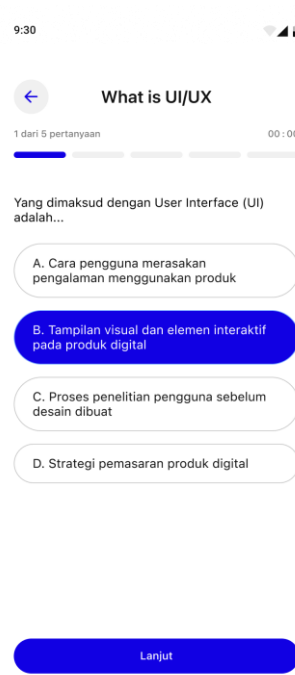 9:30
What is UI/UX
1 dari 5 pertanyaan
Yang dimaksud dengan User Interface (UI)
adalah...
A. Cara pengguna merasakan
pengalaman menggunakan produk
B. Tampilan visual dan elemen interaktif
pada produk digital
C. Proses penelitian pengguna sebelum
desain dibuat
D. Strategi pemasaran produk digital
Lanjut